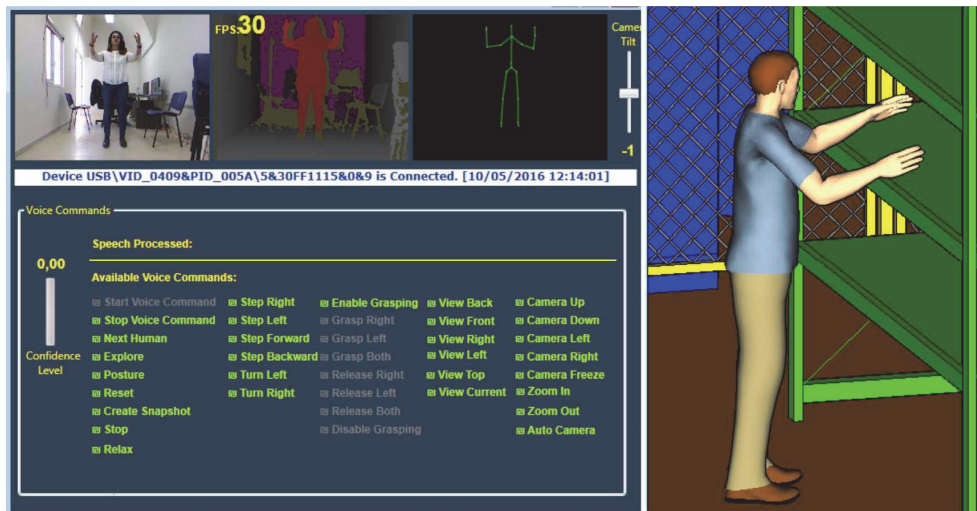 FPS:30
Camer
Tilt
-1
Device USB\VID_0409&PID_005A\5&30FF1115&0&9 is Connected. [10/05/2016 12:14:01]
Voice Commands
Speech Processed:
0,00
Available Voice Commands:
Start Voice Command
Stop Voice Command
Next Human
Explore
Posture
Reset
Create Snapshot
Stop
Relax
Step Right
Step Left
Step Forward
Step Backward
Turn Left
Turn Right
Enable Grasping
Grasp Right
Grasp Left
Grasp Both
Release Right
Release Left
Release Both
Disable Grasping
View Back
View Front
View Right
View Left
View Top
View Current
Camera Up
Camera Down
Camera Left
Camera Right
Camera Freeze
Zoom In
Zoom Out
Auto Camera
Confidence
Level